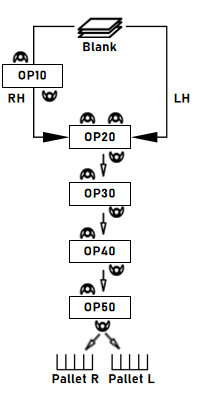 Blank
OP10
RH
LH
OP20
OP30
OP40
OP50
Pallet R Pallet L